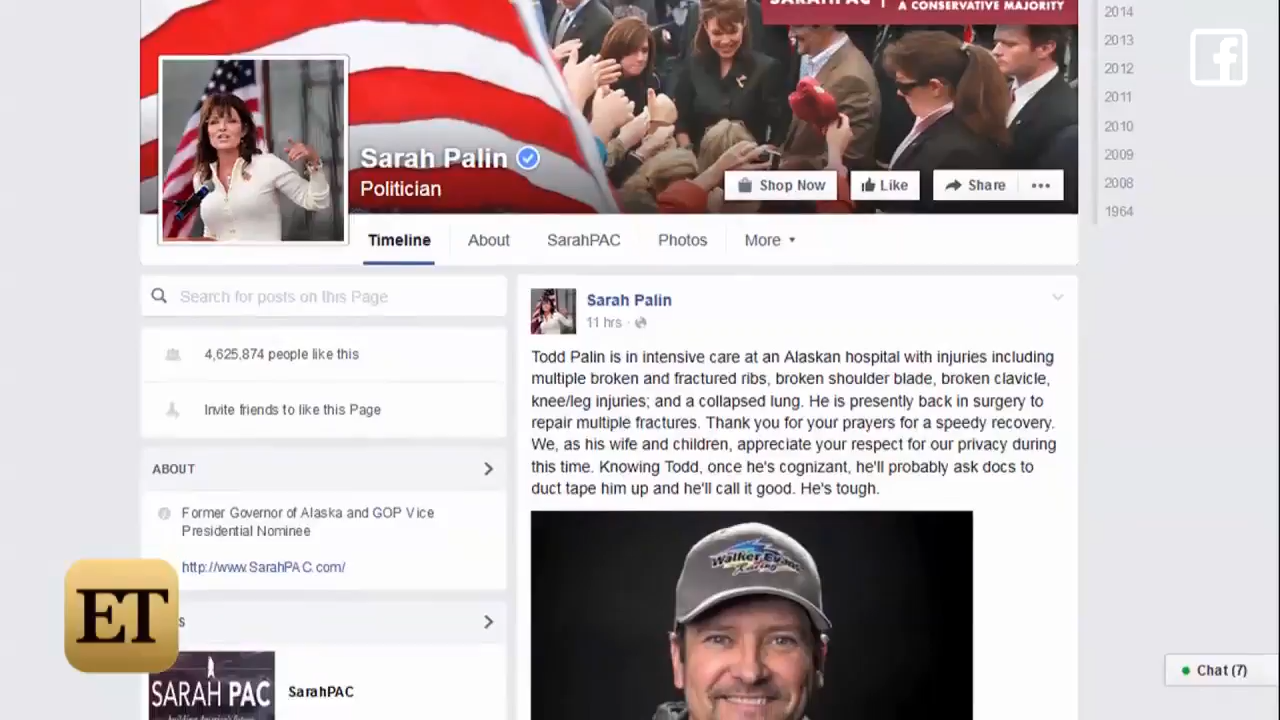 SARAHPAC
A CONSERVATIVE MAJORITY
2014
2013
2012
2011
2010
2009
2008
1964
Sarah Palin
Politician
Shop Now
Like
Share
Timeline
About
SarahPAC
Photos
More
Search for posts on this Page
4,625,874 people like this
Invite friends to like this Page
ABOUT
Former Governor of Alaska and GOP Vice
Presidential Nominee
http://www.SarahPAC.com/
ET
SARAH PAC
SarahPAC
Sarah Palin
11 hrs
Todd Palin is in intensive care at an Alaskan hospital with injuries including
multiple broken and fractured ribs, broken shoulder blade, broken clavicle,
knee/leg injuries; and a collapsed lung. He is presently back in surgery to
repair multiple fractures. Thank you for your prayers for a speedy recovery.
We, as his wife and children, appreciate your respect for our privacy during
this time. Knowing Todd, once he's cognizant, he'll probably ask docs to
duct tape him up and he'll call it good. He's tough.
Walker Evans
Racing
Chat (7)